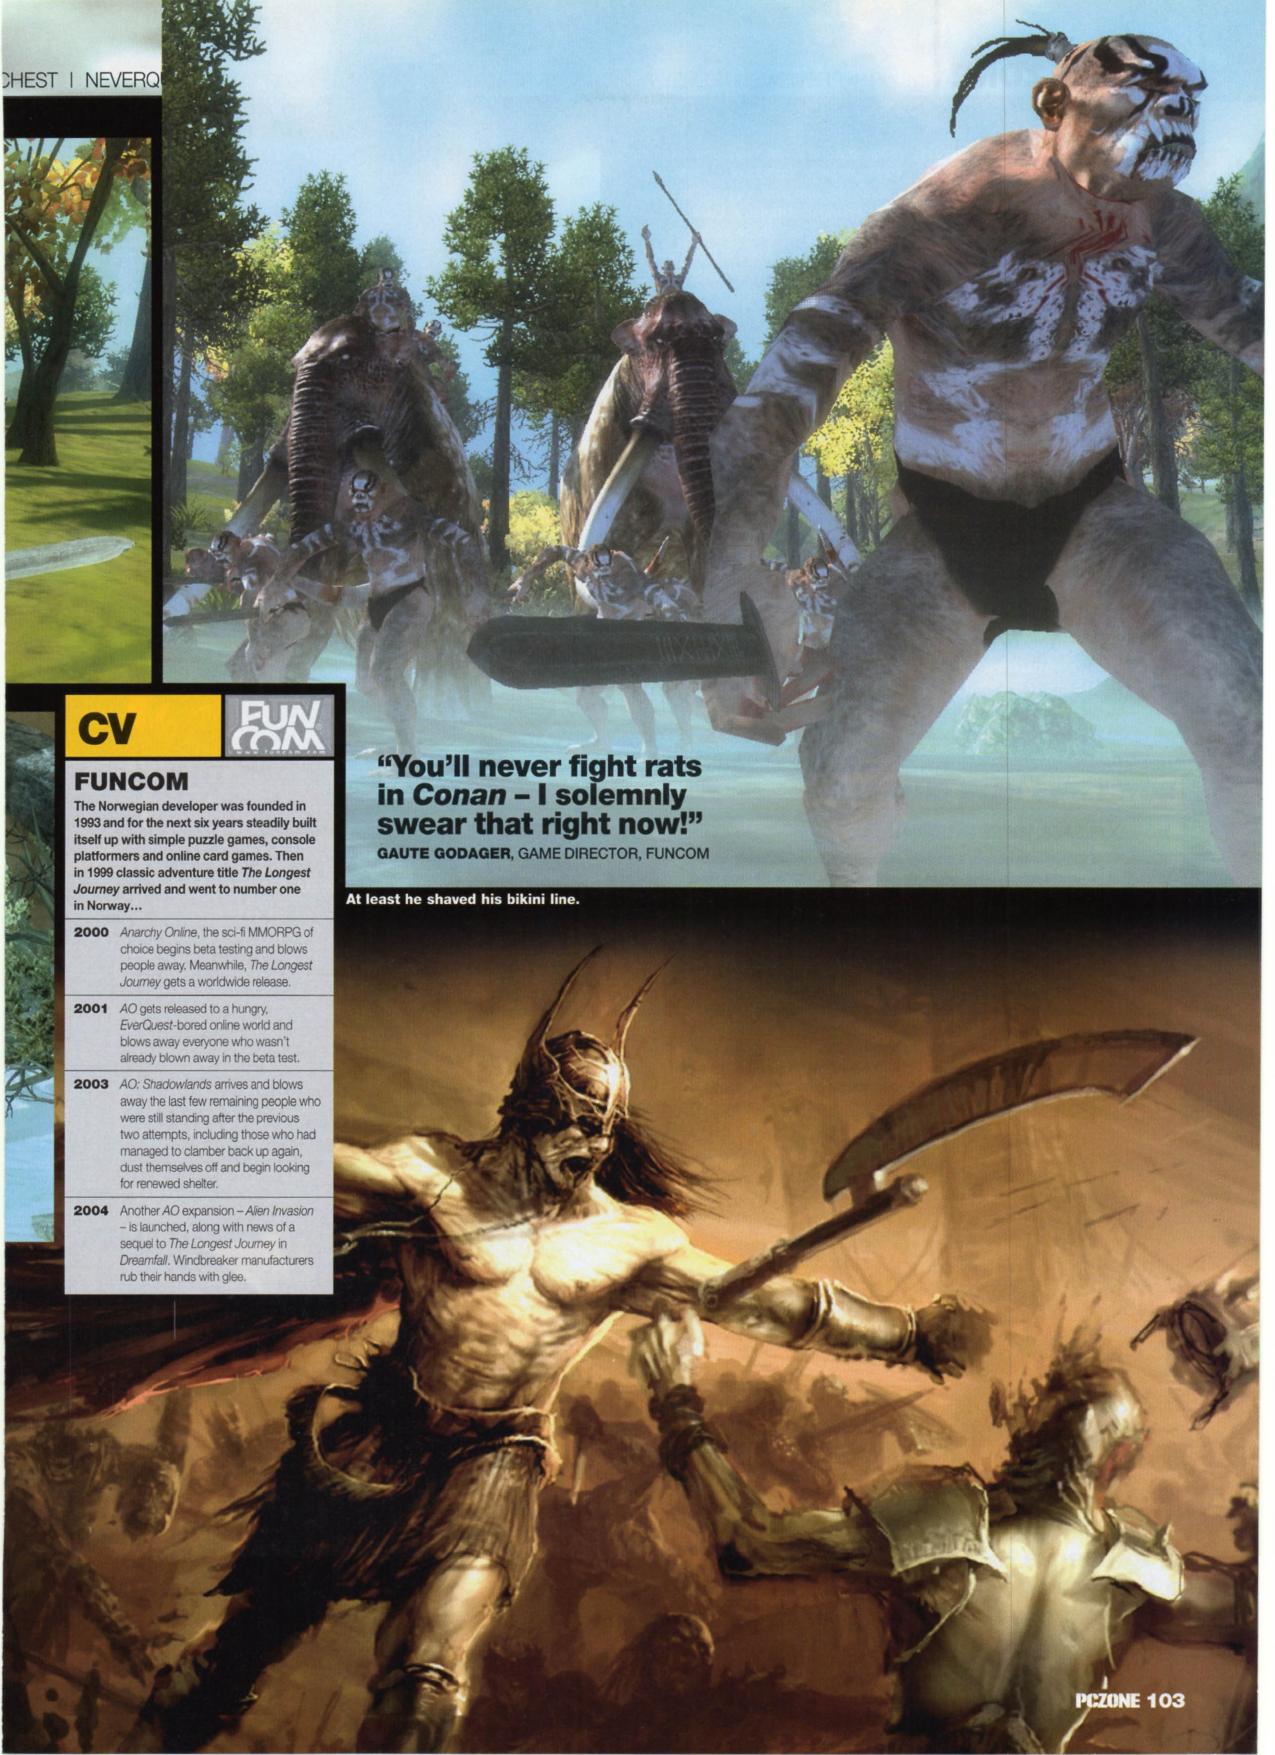 CHEST | NEVERQ
CV
FUN
COM
www.funcom.com
FUNCOM
The Norwegian developer was founded in
1993 and for the next six years steadily built
itself up with simple puzzle games, console
platformers and online card games. Then
in 1999 classic adventure title The Longest
Journey arrived and went to number one
in Norway...
2000 Anarchy Online, the sci-fi MMORPG of
choice begins beta testing and blows
people away. Meanwhile, The Longest
Journey gets a worldwide release.
2001 AO gets released to a hungry,
EverQuest-bored online world and
blows away everyone who wasn't
already blown away in the beta test.
2003 AO: Shadowlands arrives and blows
away the last few remaining people who
were still standing after the previous
two attempts, including those who had
managed to clamber back up again,
dust themselves off and begin looking
for renewed shelter.
2004 Another AO expansion – Alien Invasion
– is launched, along with news of a
sequel to The Longest Journey in
Dreamfall. Windbreaker manufacturers
rub their hands with glee.
“You’ll never fight rats
in Conan – I solemnly
swear that right now!”
GAUTE GODAGER, GAME DIRECTOR, FUNCOM
At least he shaved his bikini line.
PCZONE 103